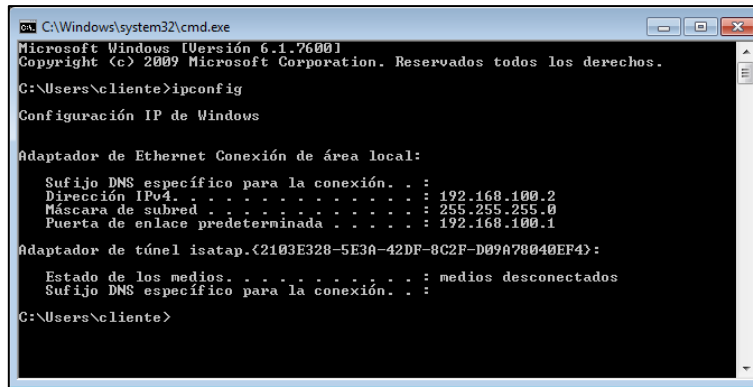 C:\Windows\system32\cmd.exe
Microsoft Windows [Versión 6.1.7600]
Copyright (c) 2009 Microsoft Corporation. Reservados todos los derechos.
C:\Users\cliente>ipconfig
Configuración IP de Windows
Adaptador de Ethernet Conexión de área local:
Sufijo DNS específico para la conexión. . :
Dirección IPv4. . . . . . . . . . . . . . : 192.168.100.2
Máscara de subred . . . . . . . . . . . . : 255.255.255.0
Puerta de enlace predeterminada . . . . . : 192.168.100.1
Adaptador de túnel isatap.{2103E328-5E3A-42DF-8C2F-D09A78040EF4}:
Estado de los medios. . . . . . . . . . . : medios desconectados
Sufijo DNS específico para la conexión. . :
C:\Users\cliente>